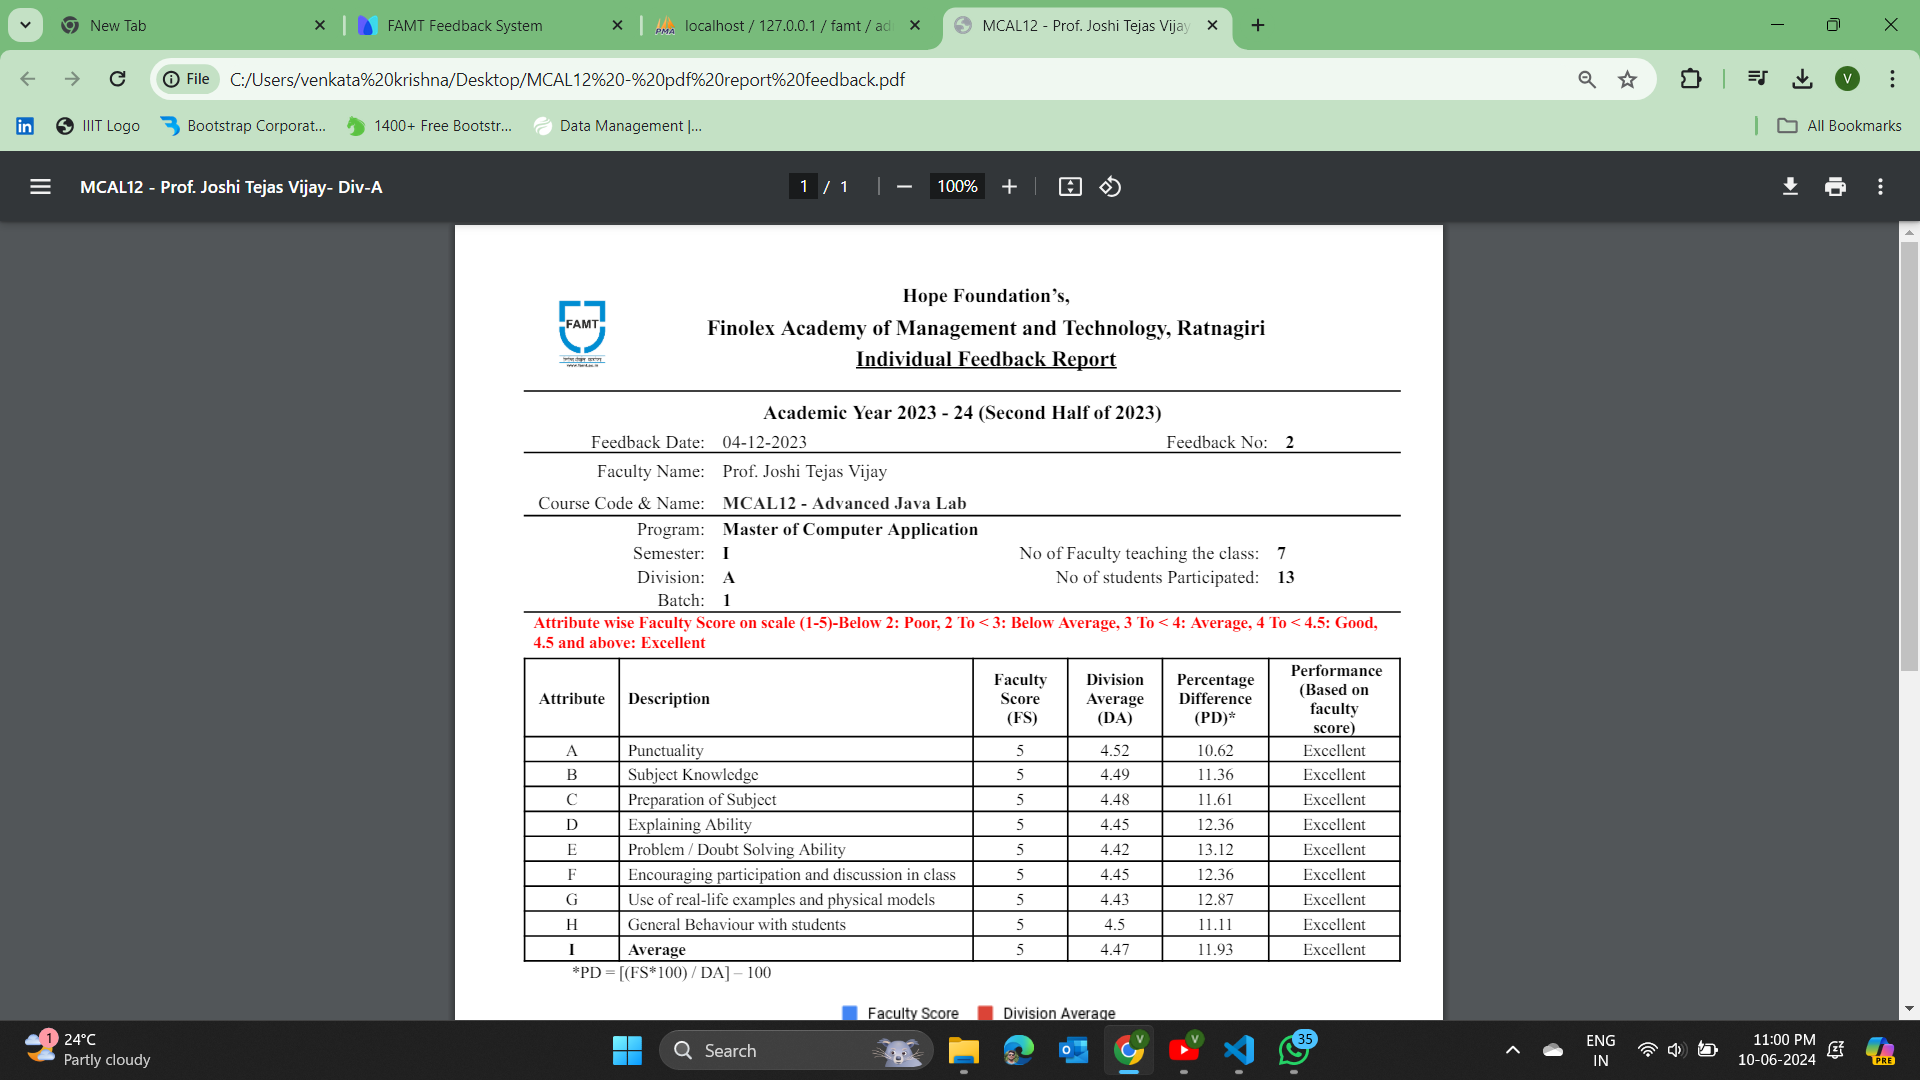 New Tab
FAMT Feedback System
localhost / 127.0.0.1 / famt / ad
MCAL12 - Prof. Joshi Tejas Vijay
File C:/Users/venkata%20krishna/Desktop/MCAL12%20-%20pdf%20report%20feedback.pdf
V
in IIIT Logo Bootstrap Corporat... 1400+ Free Bootstr... Data Management |... All Bookmarks
MCAL12 - Prof. Joshi Tejas Vijay- Div-A 1 / 1 100%
Hope Foundation’s,
FAMT
Finolex Academy of Management and Technology, Ratnagiri
Individual Feedback Report
Academic Year 2023 - 24 (Second Half of 2023)
Feedback Date: 04-12-2023 Feedback No: 2
Faculty Name: Prof. Joshi Tejas Vijay
Course Code & Name: MCAL12 - Advanced Java Lab
Program: Master of Computer Application
Semester: I No of Faculty teaching the class: 7
Division: A No of students Participated: 13
Batch: 1
Attribute wise Faculty Score on scale (1-5)-Below 2: Poor, 2 To < 3: Below Average, 3 To < 4: Average, 4 To < 4.5: Good,
4.5 and above: Excellent
Attribute Description Faculty Score (FS) Division Average (DA) Percentage Difference (PD)* Performance (Based on faculty score)
A Punctuality 5 4.52 10.62 Excellent
B Subject Knowledge 5 4.49 11.36 Excellent
C Preparation of Subject 5 4.48 11.61 Excellent
D Explaining Ability 5 4.45 12.36 Excellent
E Problem / Doubt Solving Ability 5 4.42 13.12 Excellent
F Encouraging participation and discussion in class 5 4.45 12.36 Excellent
G Use of real-life examples and physical models 5 4.43 12.87 Excellent
H General Behaviour with students 5 4.5 11.11 Excellent
I Average 5 4.47 11.93 Excellent
*PD = [(FS*100) / DA] – 100
Faculty Score Division Average
1 24°C
Partly cloudy
Search
V
V
35
ENG
IN
11:00 PM
10-06-2024
PRE